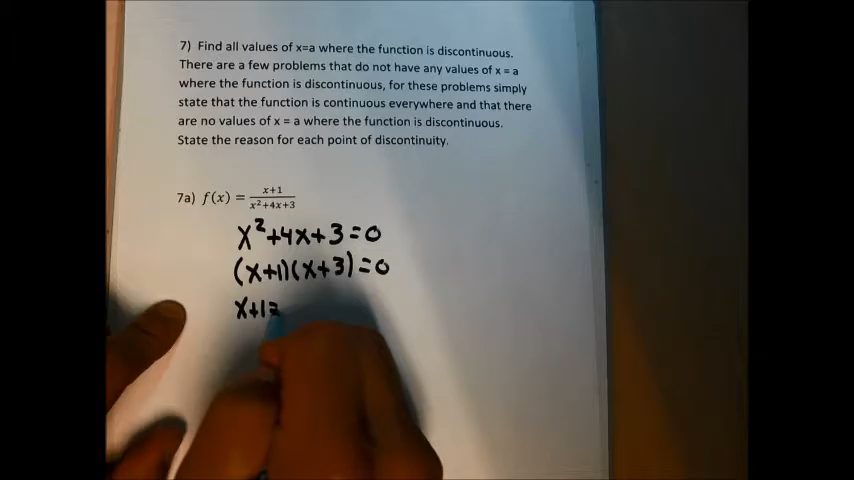 7) Find all values of x=a where the function is discontinuous.
There are a few problems that do not have any values of x = a
where the function is discontinuous, for these problems simply
state that the function is continuous everywhere and that there
are no values of x = a where the function is discontinuous.
State the reason for each point of discontinuity.
7a) f(x) = (x+1)/(x²+4x+3)
x²+4x+3=0
(x+1)(x+3)=0
x+1=